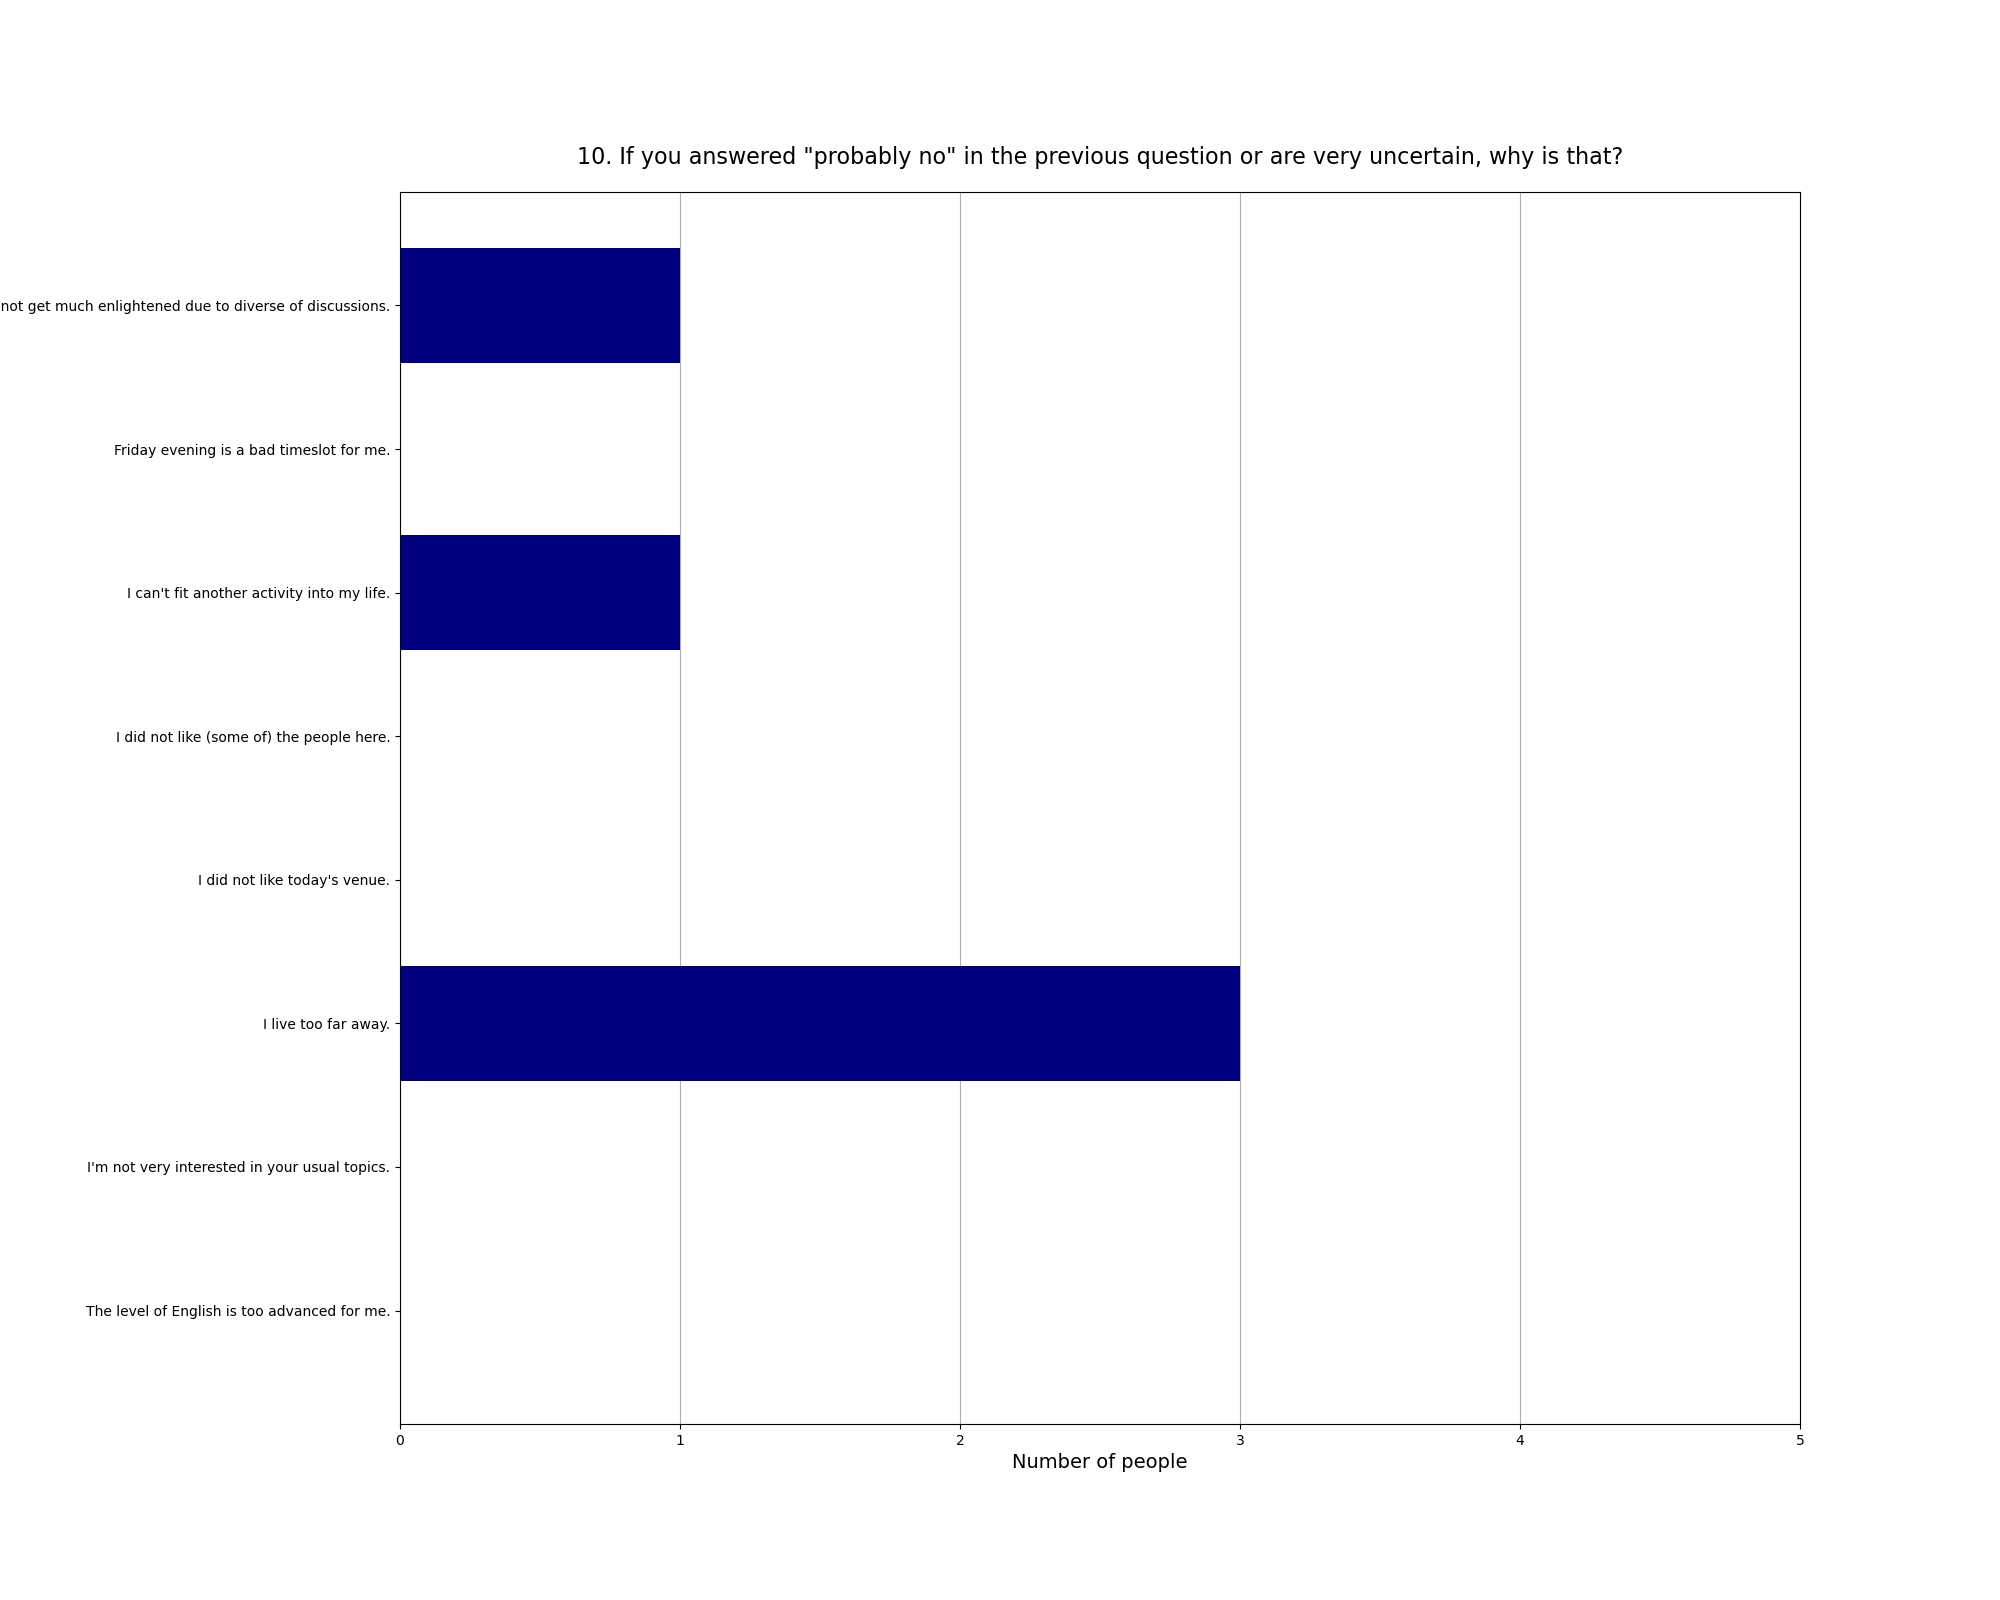 10. If you answered "probably no" in the previous question or are very uncertain, why is that?
not get much enlightened due to diverse of discussions.
Friday evening is a bad timeslot for me.
I can't fit another activity into my life.
I did not like (some of) the people here.
I did not like today's venue.
I live too far away.
I'm not very interested in your usual topics.
The level of English is too advanced for me.
0 1 2 3 4 5
Number of people